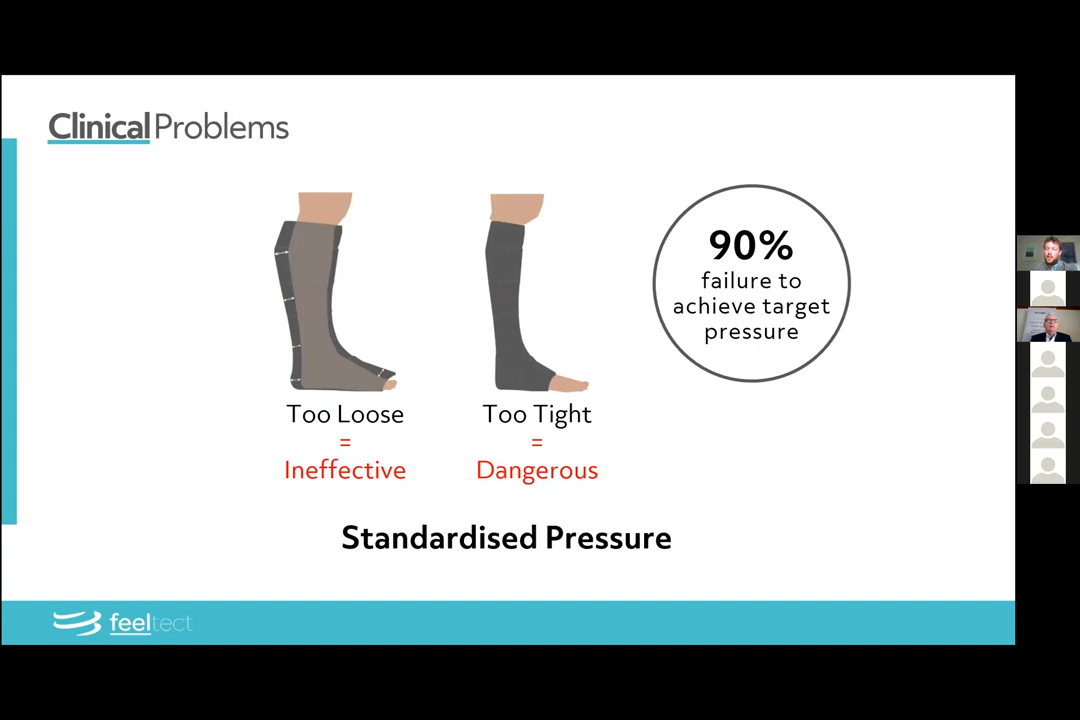 Clinical Problems
90%
failure to
achieve target
pressure
Too Loose
=
Ineffective
Too Tight
=
Dangerous
Standardised Pressure
feeltect